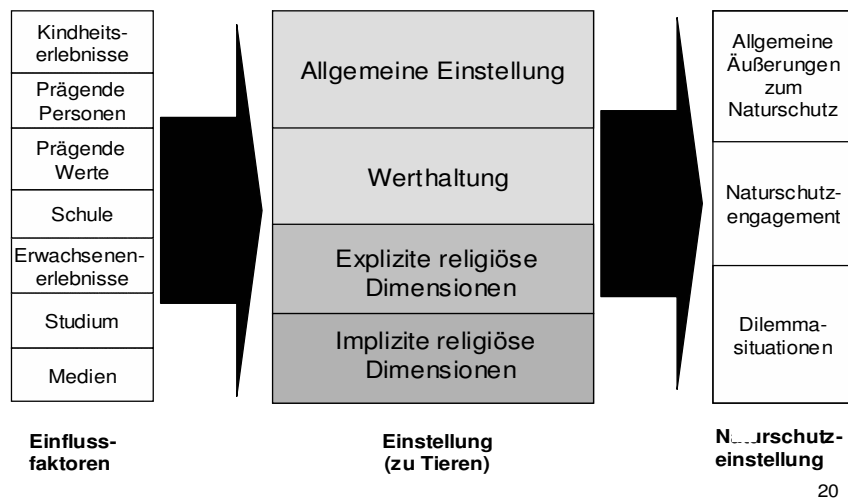 Kindheits-
erlebnisse
Prägende
Personen
Prägende
Werte
Schule
Erwachsenen-
erlebnisse
Studium
Medien
Einfluss-
faktoren
Allgemeine Einstellung
Werthaltung
Explizite religiöse
Dimensionen
Implizite religiöse
Dimensionen
Einstellung
(zu Tieren)
Allgemeine
Äußerungen
zum
Naturschutz
Naturschutz-
engagement
Dilemma-
situationen
Naturschutz-
einstellung
20